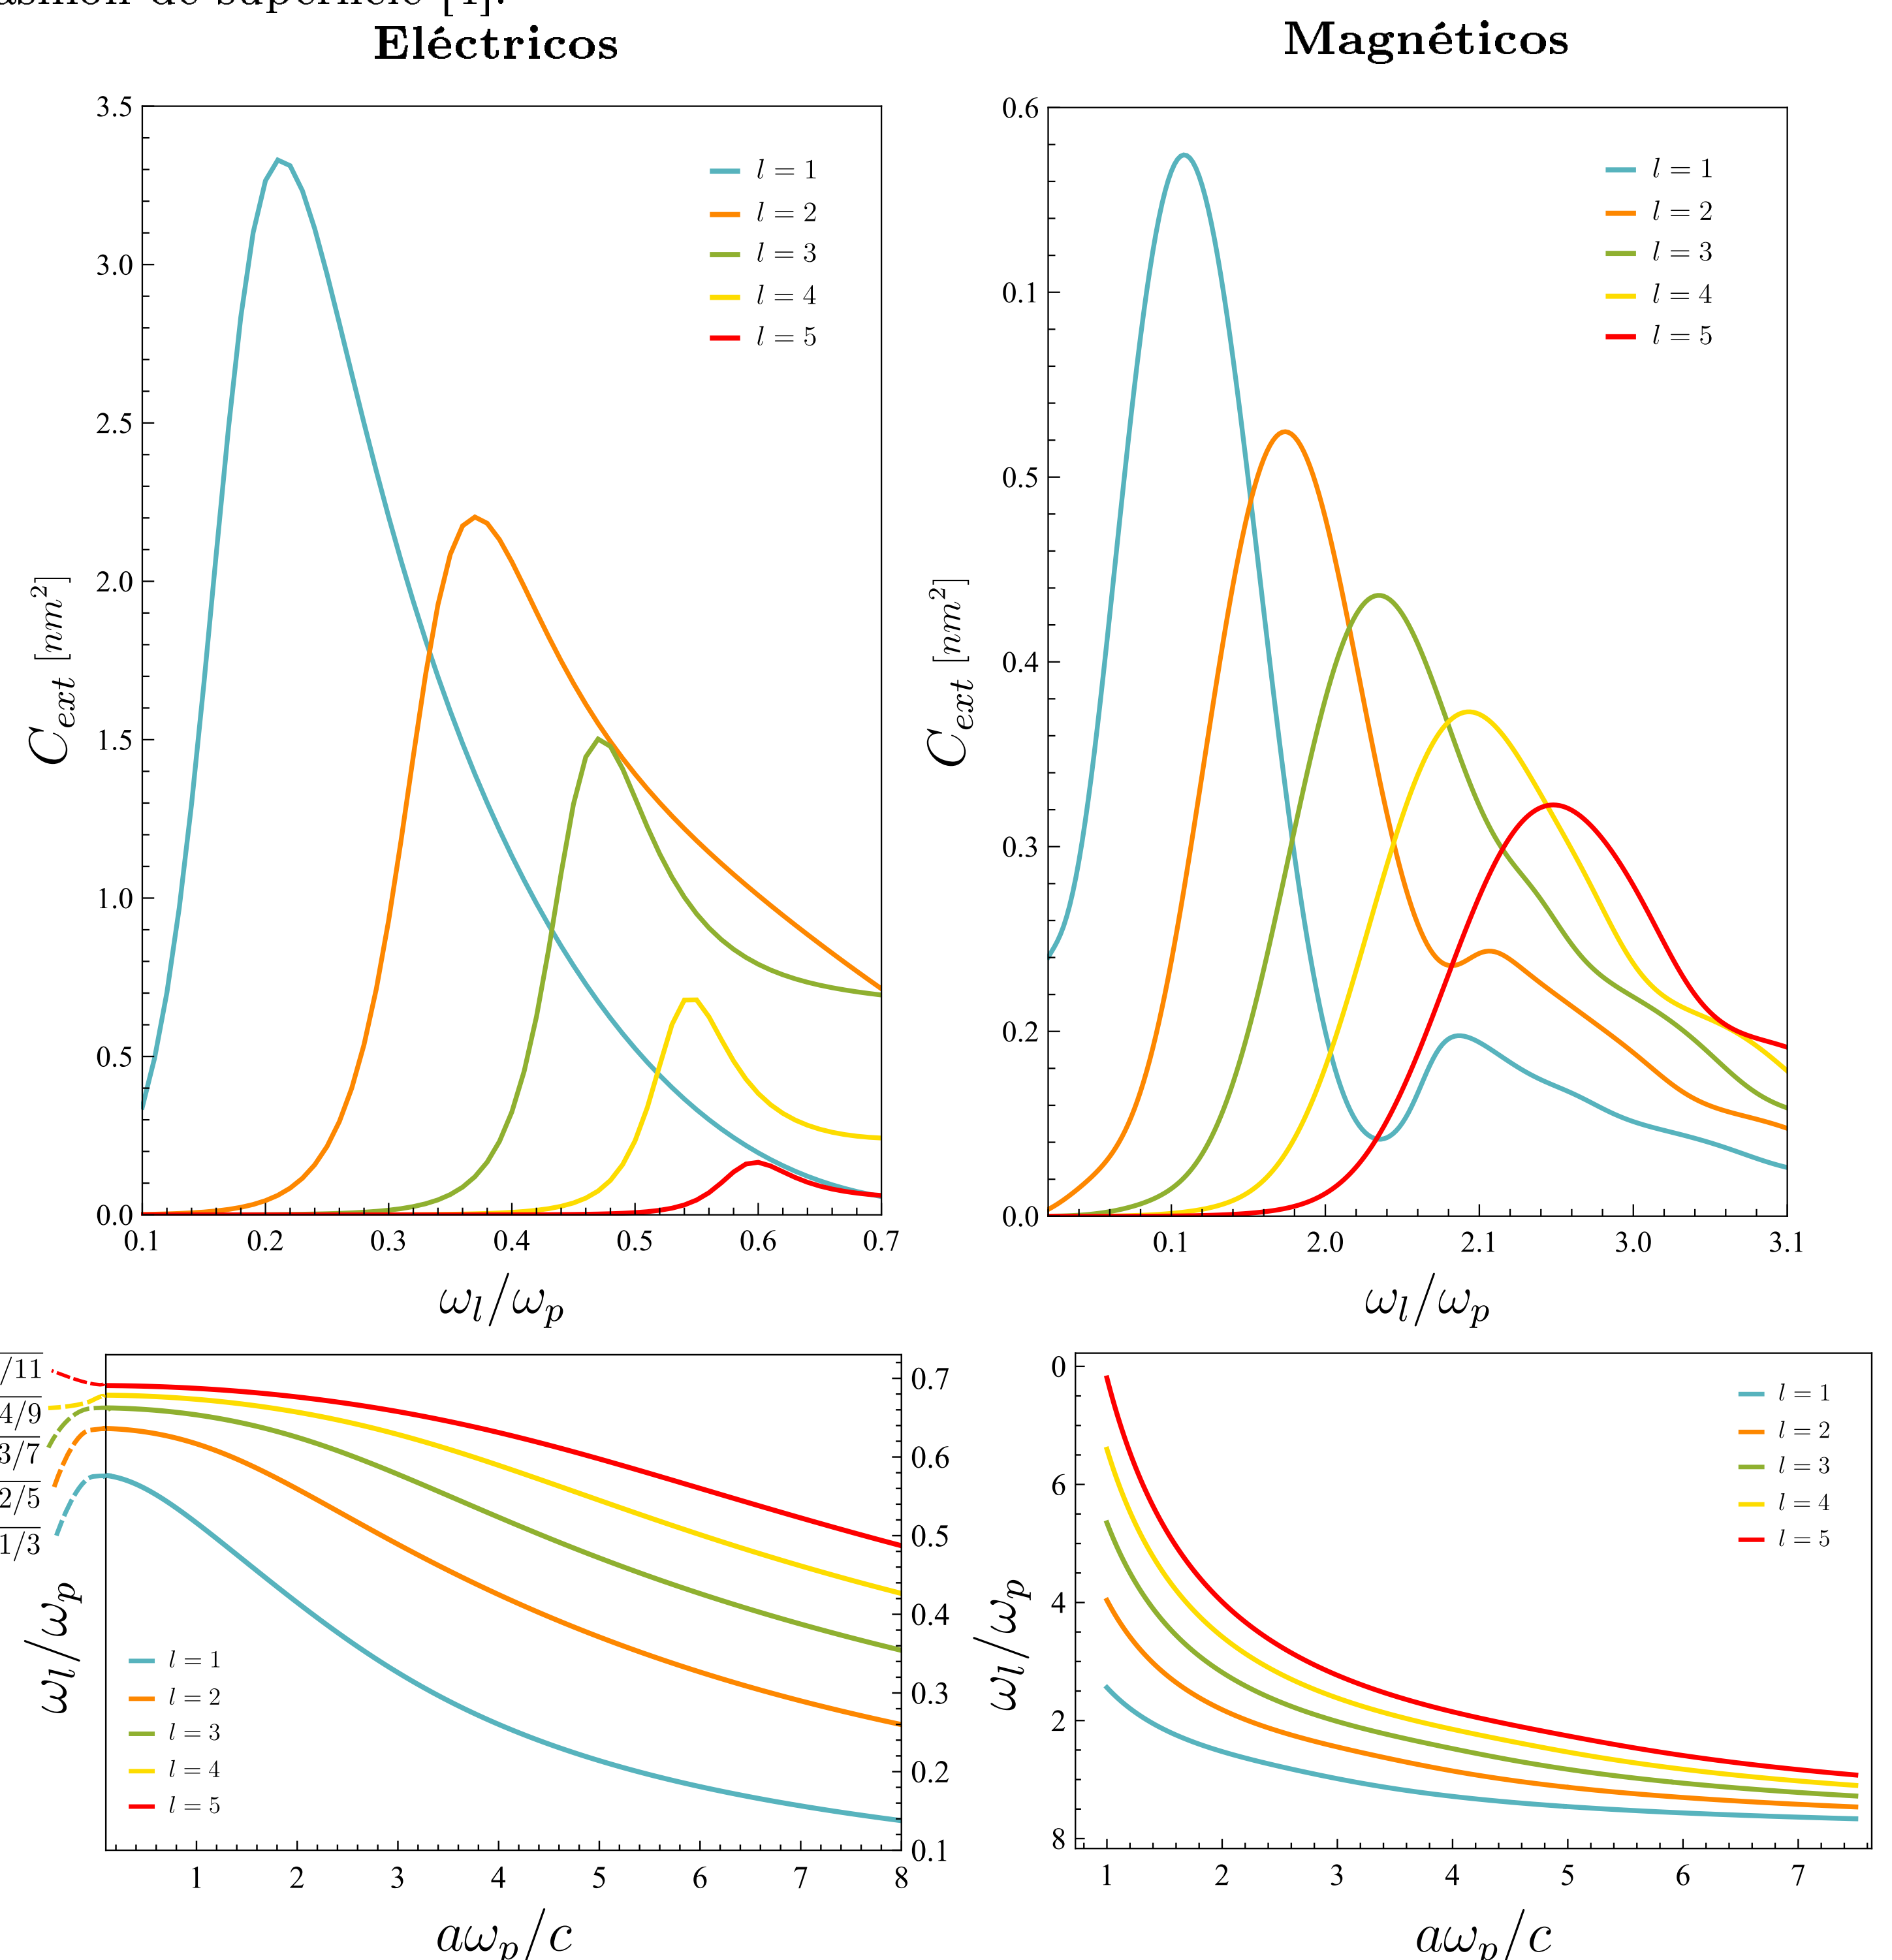 de superficie [4].
Eléctricos
Magnéticos
3.5
3.0
2.5
2.0
1.5
1.0
0.5
0.0
C_ext [nm²]
l = 1
l = 2
l = 3
l = 4
l = 5
0.1 0.2 0.3 0.4 0.5 0.6 0.7
ω_l/ω_p
0.6
0.1
0.5
0.4
0.3
0.2
0.0
C_ext [nm²]
l = 1
l = 2
l = 3
l = 4
l = 5
0.1 2.0 2.1 3.0 3.1
ω_l/ω_p
/11
4/9
3/7
2/5
1/3
ω_l/ω_p
l = 1
l = 2
l = 3
l = 4
l = 5
0.7
0.6
0.5
0.4
0.3
0.2
0.1
1 2 3 4 5 6 7 8
aω_p/c
0
6
4
2
8
ω_l/ω_p
l = 1
l = 2
l = 3
l = 4
l = 5
1 2 3 4 5 6 7
aω_p/c